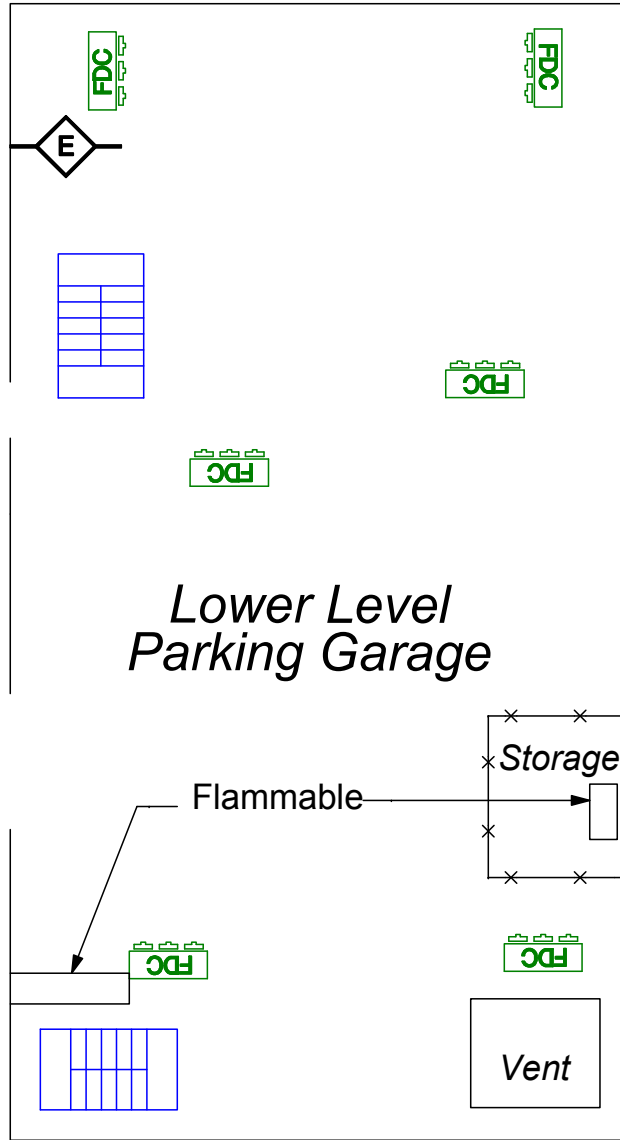 FDC
FDC
E
FDC
FDC
Lower Level
Parking Garage
Storage
Flammable
FDC
FDC
Vent